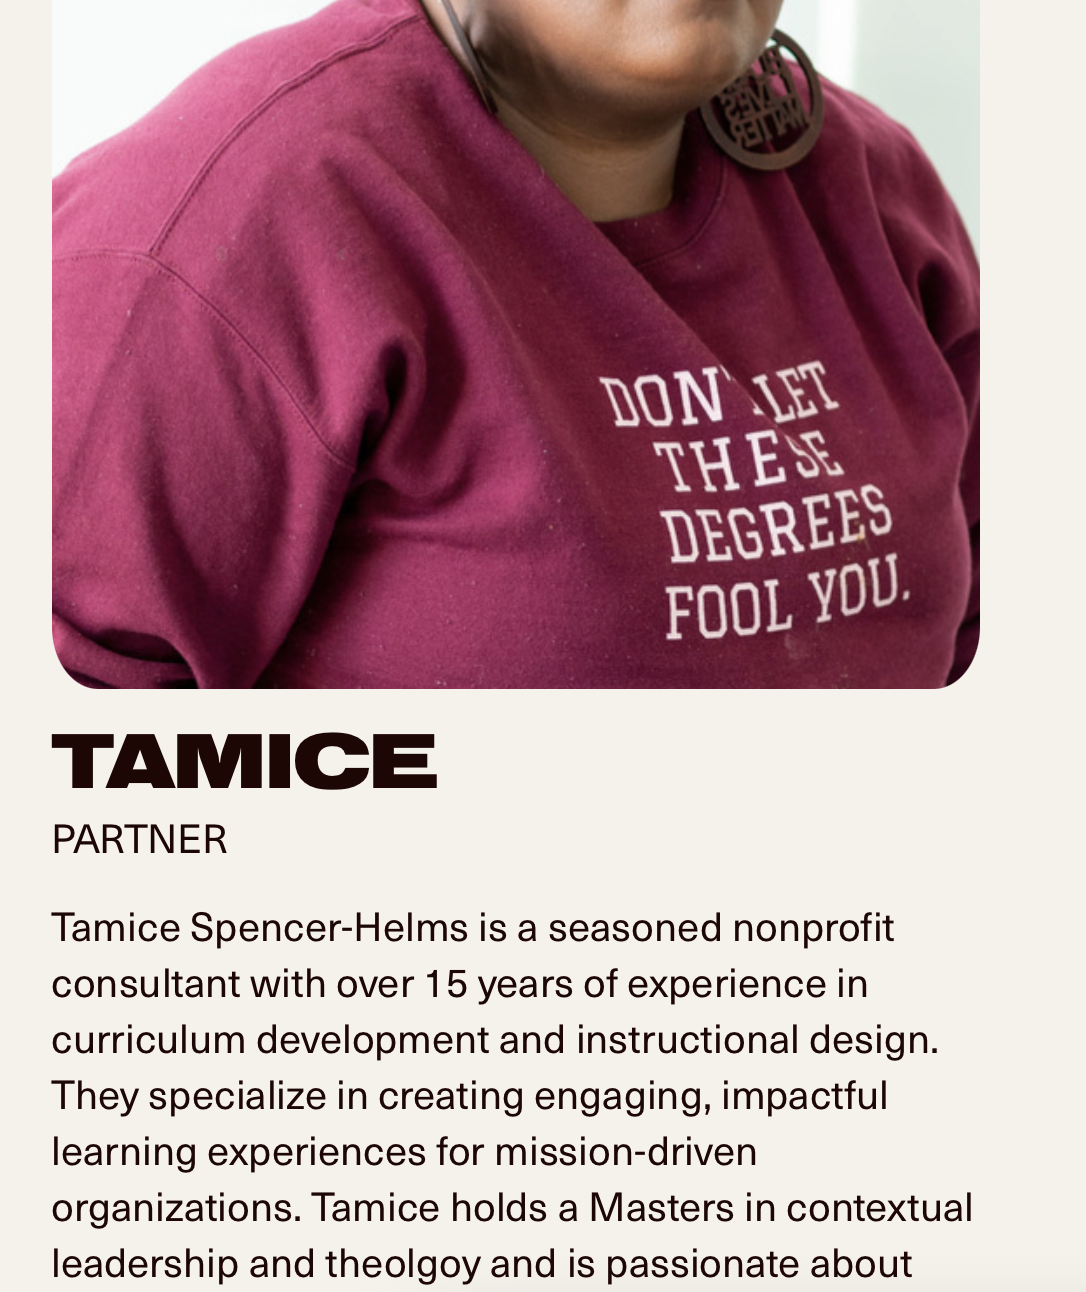 LIVES
MATTER
DON'T LET
THESE
DEGREES
FOOL YOU.
TAMICE
PARTNER
Tamice Spencer-Helms is a seasoned nonprofit
consultant with over 15 years of experience in
curriculum development and instructional design.
They specialize in creating engaging, impactful
learning experiences for mission-driven
organizations. Tamice holds a Masters in contextual
leadership and theolgoy and is passionate about